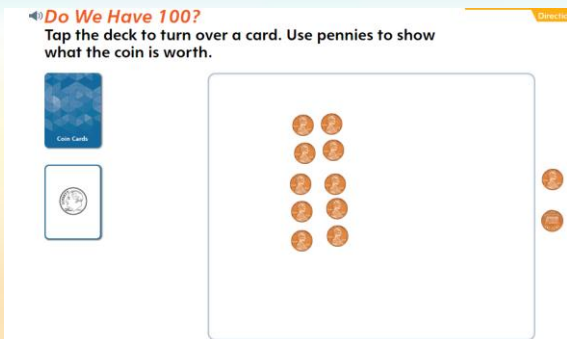 Do We Have 100?
Directio
Tap the deck to turn over a card. Use pennies to show
what the coin is worth.
Coin Cards